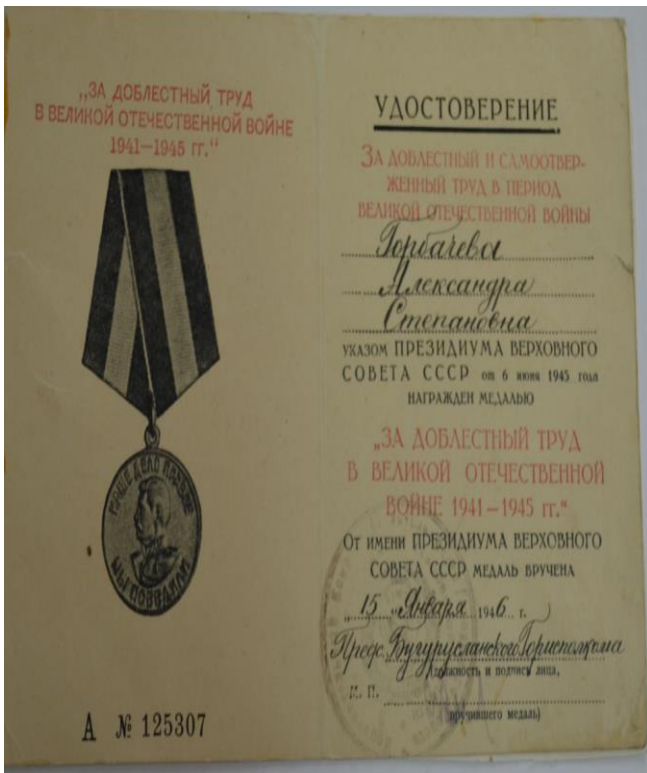 „ЗА ДОБЛЕСТНЫЙ ТРУД
В ВЕЛИКОЙ ОТЕЧЕСТВЕННОЙ ВОЙНЕ
1941—1945 гг.“
НАШЕ ДЕЛО ПРАВОЕ
МЫ ПОБЕДИЛИ
А № 125307
УДОСТОВЕРЕНИЕ
ЗА ДОБЛЕСТНЫЙ И САМООТВЕР-
ЖЕННЫЙ ТРУД В ПЕРИОД
ВЕЛИКОЙ ОТЕЧЕСТВЕННОЙ ВОЙНЫ
Горбачева
Александра
Степановна
УКАЗОМ ПРЕЗИДИУМА ВЕРХОВНОГО
СОВЕТА СССР от 6 июня 1945 года
НАГРАЖДЕН МЕДАЛЬЮ
„ЗА ДОБЛЕСТНЫЙ ТРУД
В ВЕЛИКОЙ ОТЕЧЕСТВЕННОЙ
ВОЙНЕ 1941—1945 гг.“
ОТ ИМЕНИ ПРЕЗИДИУМА ВЕРХОВНОГО
СОВЕТА СССР МЕДАЛЬ ВРУЧЕНА
„15 „ Января 1946 г.
Предс. Бугурусланского Горисполкома
(должность и подпись лица,
М. П.
вручившего медаль)